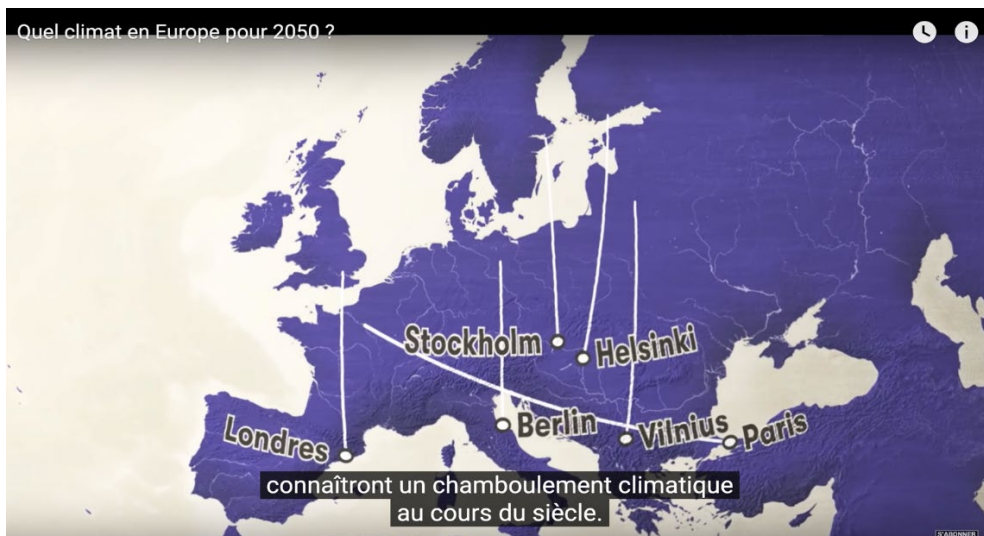 Quel climat en Europe pour 2050 ?
Stockholm
Helsinki
Londres
Berlin
Vilnius
Paris
connaîtront un chamboulement climatique
au cours du siècle.
S'ABONNER